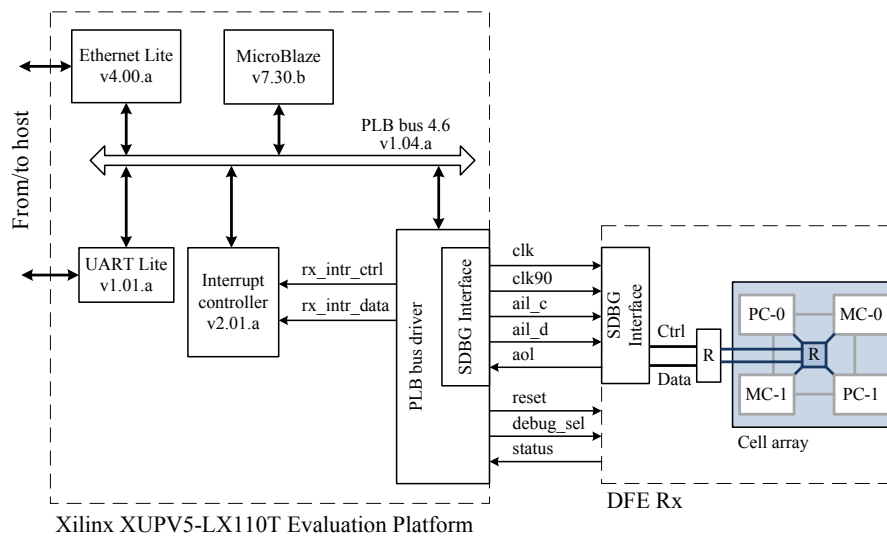 Ethernet Lite
v4.00.a
MicroBlaze
v7.30.b
From/to host
PLB bus 4.6
v1.04.a
UART Lite
v1.01.a
Interrupt
controller
v2.01.a
rx_intr_ctrl
rx_intr_data
PLB bus driver
SDBG Interface
clk
clk90
ail_c
ail_d
aol
reset
debug_sel
status
SDBG
Interface
Ctrl
Data
R
PC-0
MC-0
R
MC-1
PC-1
Cell array
DFE Rx
Xilinx XUPV5-LX110T Evaluation Platform